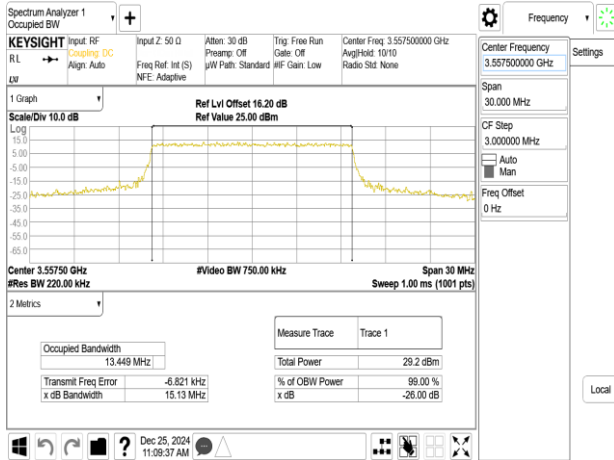 Spectrum Analyzer 1
Occupied BW
+
Frequency
KEYSIGHT
RL
Input: RF
Coupling: DC
Align: Auto
Input Z: 50 Ω
Freq Ref: Int (S)
NFE: Adaptive
Atten: 30 dB
Preamp: Off
µW Path: Standard
Trig: Free Run
Gate: Off
#IF Gain: Low
Center Freq: 3.557500000 GHz
Avg|Hold: 10/10
Radio Std: None
Center Frequency
3.557500000 GHz
Settings
Span
30.000 MHz
CF Step
3.000000 MHz
Auto
Man
Freq Offset
0 Hz
Local
1 Graph
Scale/Div 10.0 dB
Ref Lvl Offset 16.20 dB
Ref Value 25.00 dBm
Log
15.0
5.00
-5.00
-15.0
-25.0
-35.0
-45.0
-55.0
-65.0
Center 3.55750 GHz
#Video BW 750.00 kHz
Span 30 MHz
#Res BW 220.00 kHz
Sweep 1.00 ms (1001 pts)
2 Metrics
Occupied Bandwidth
13.449 MHz
Transmit Freq Error -6.821 kHz
x dB Bandwidth 15.13 MHz
Measure Trace Trace 1
Total Power 29.2 dBm
% of OBW Power 99.00 %
x dB -26.00 dB
?
Dec 25, 2024
11:09:37 AM